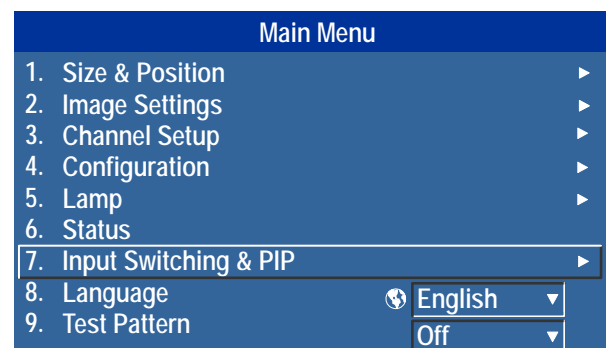 Main Menu
1. Size & Position
2. Image Settings
3. Channel Setup
4. Configuration
5. Lamp
6. Status
7. Input Switching & PIP
8. Language English
9. Test Pattern Off